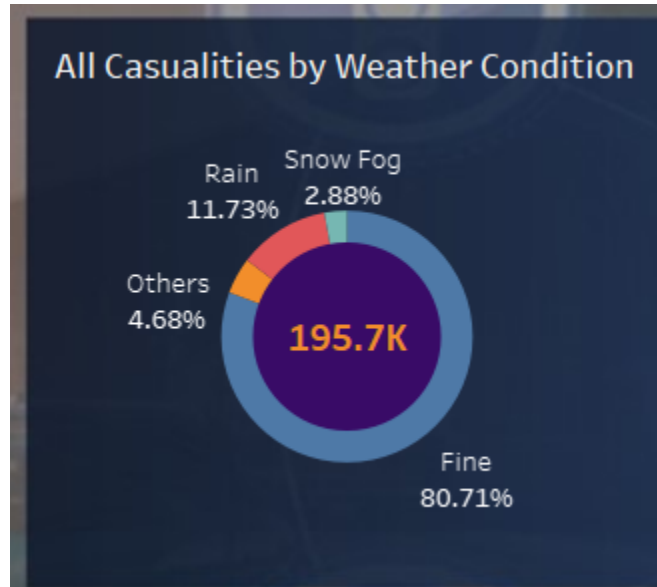 All Casualities by Weather Condition
Snow Fog
2.88%
Rain
11.73%
Others
4.68%
195.7K
Fine
80.71%